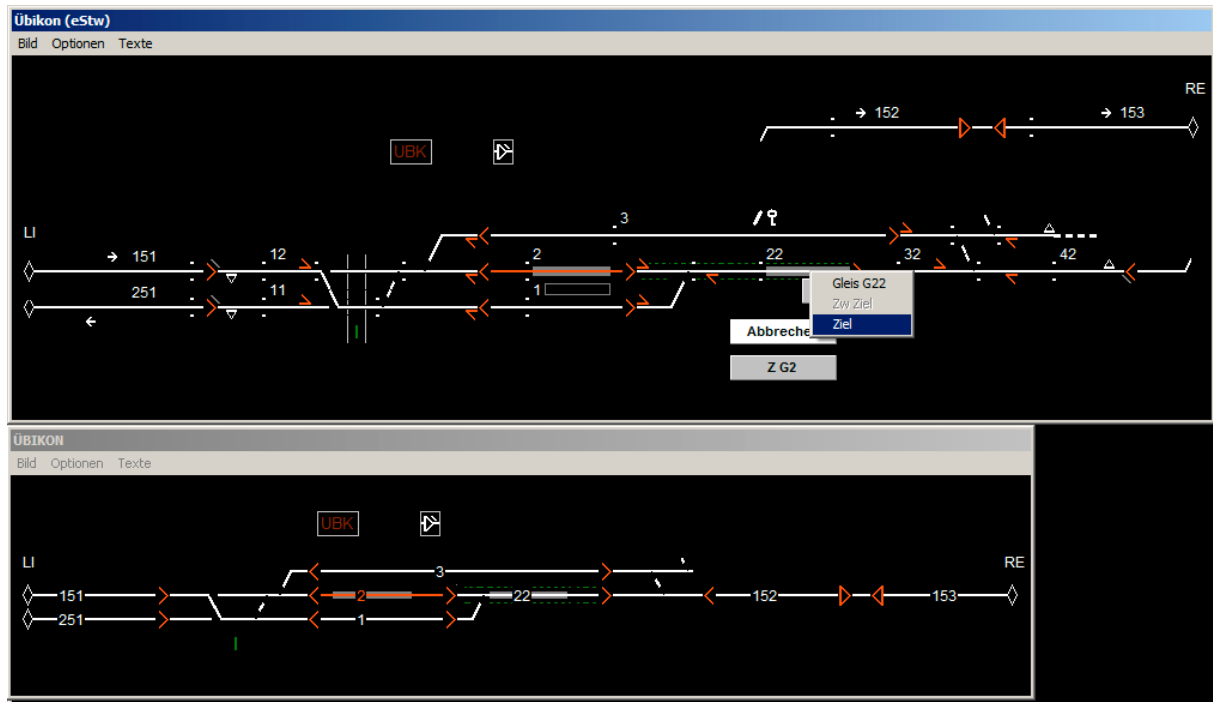 Übikon (eStw)
Bild Optionen Texte
RE
152 153
UBK
3
LI
151 12 2 22 32 42
251 11 1
Gleis G22
Zw Ziel
Ziel
Abbreche
Z G2
ÜBIKON
Bild Optionen Texte
UBK
LI RE
3
151 2 22 152 153
251 1